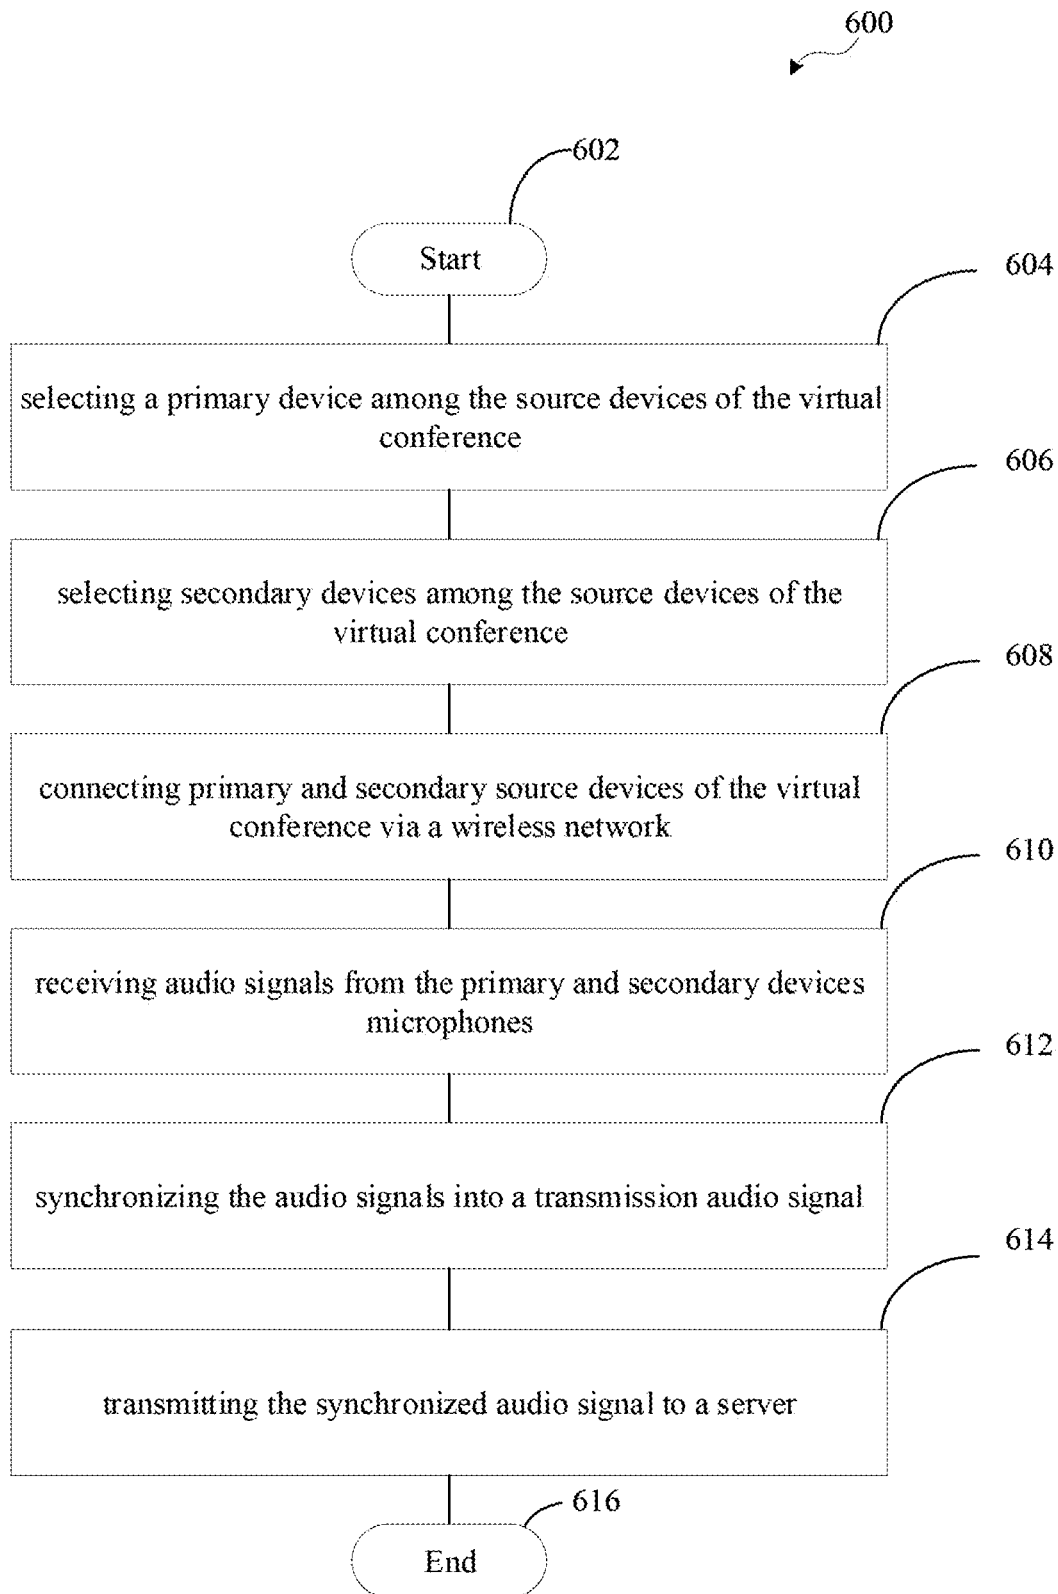 600
602
Start
604
selecting a primary device among the source devices of the virtual
conference
606
selecting secondary devices among the source devices of the
virtual conference
608
connecting primary and secondary source devices of the virtual
conference via a wireless network
610
receiving audio signals from the primary and secondary devices
microphones
612
synchronizing the audio signals into a transmission audio signal
614
transmitting the synchronized audio signal to a server
616
End